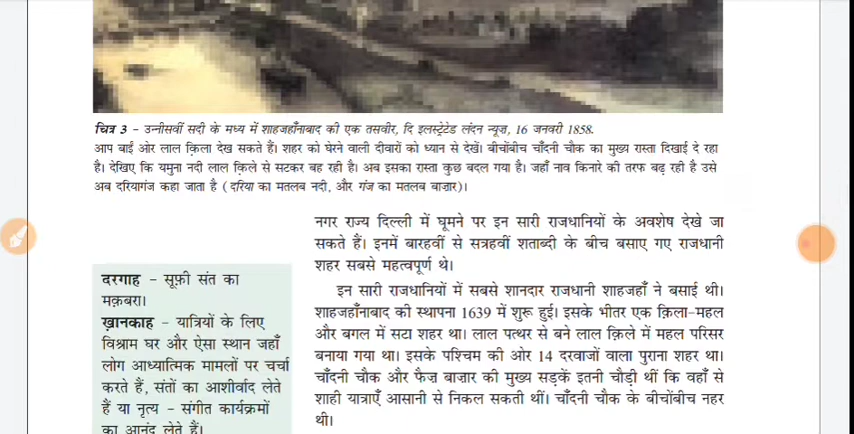 चित्र 3 – उन्नीसवीं सदी के मध्य में शाहजहाँनाबाद की एक तसवीर, दि इलस्ट्रेटेड लंदन न्यूज़, 16 जनवरी 1858.
आप बाईं ओर लाल क़िला देख सकते हैं। शहर को घेरने वाली दीवारों को ध्यान से देखें। बीचोंबीच चाँदनी चौक का मुख्य रास्ता दिखाई दे रहा
है। देखिए कि यमुना नदी लाल क़िले से सटकर बह रही है। अब इसका रास्ता कुछ बदल गया है। जहाँ नाव किनारे की तरफ बढ़ रही है उसे
अब दरियागंज कहा जाता है (दरिया का मतलब नदी, और गंज का मतलब बाज़ार)।
नगर राज्य दिल्ली में घूमने पर इन सारी राजधानियों के अवशेष देखे जा
सकते हैं। इनमें बारहवीं से सत्रहवीं शताब्दी के बीच बसाए गए राजधानी
शहर सबसे महत्वपूर्ण थे।
इन सारी राजधानियों में सबसे शानदार राजधानी शाहजहाँ ने बसाई थी।
शाहजहाँनाबाद की स्थापना 1639 में शुरू हुई। इसके भीतर एक क़िला-महल
और बगल में सटा शहर था। लाल पत्थर से बने लाल क़िले में महल परिसर
बनाया गया था। इसके पश्चिम की ओर 14 दरवाजों वाला पुराना शहर था।
चाँदनी चौक और फैज़ बाज़ार की मुख्य सड़कें इतनी चौड़ी थीं कि वहाँ से
शाही यात्राएँ आसानी से निकल सकती थीं। चाँदनी चौक के बीचोंबीच नहर
थी।
दरगाह – सूफ़ी संत का
मक़बरा।
ख़ानकाह – यात्रियों के लिए
विश्राम घर और ऐसा स्थान जहाँ
लोग आध्यात्मिक मामलों पर चर्चा
करते हैं, संतों का आशीर्वाद लेते
हैं या नृत्य – संगीत कार्यक्रमों
का आनंद लेते हैं।